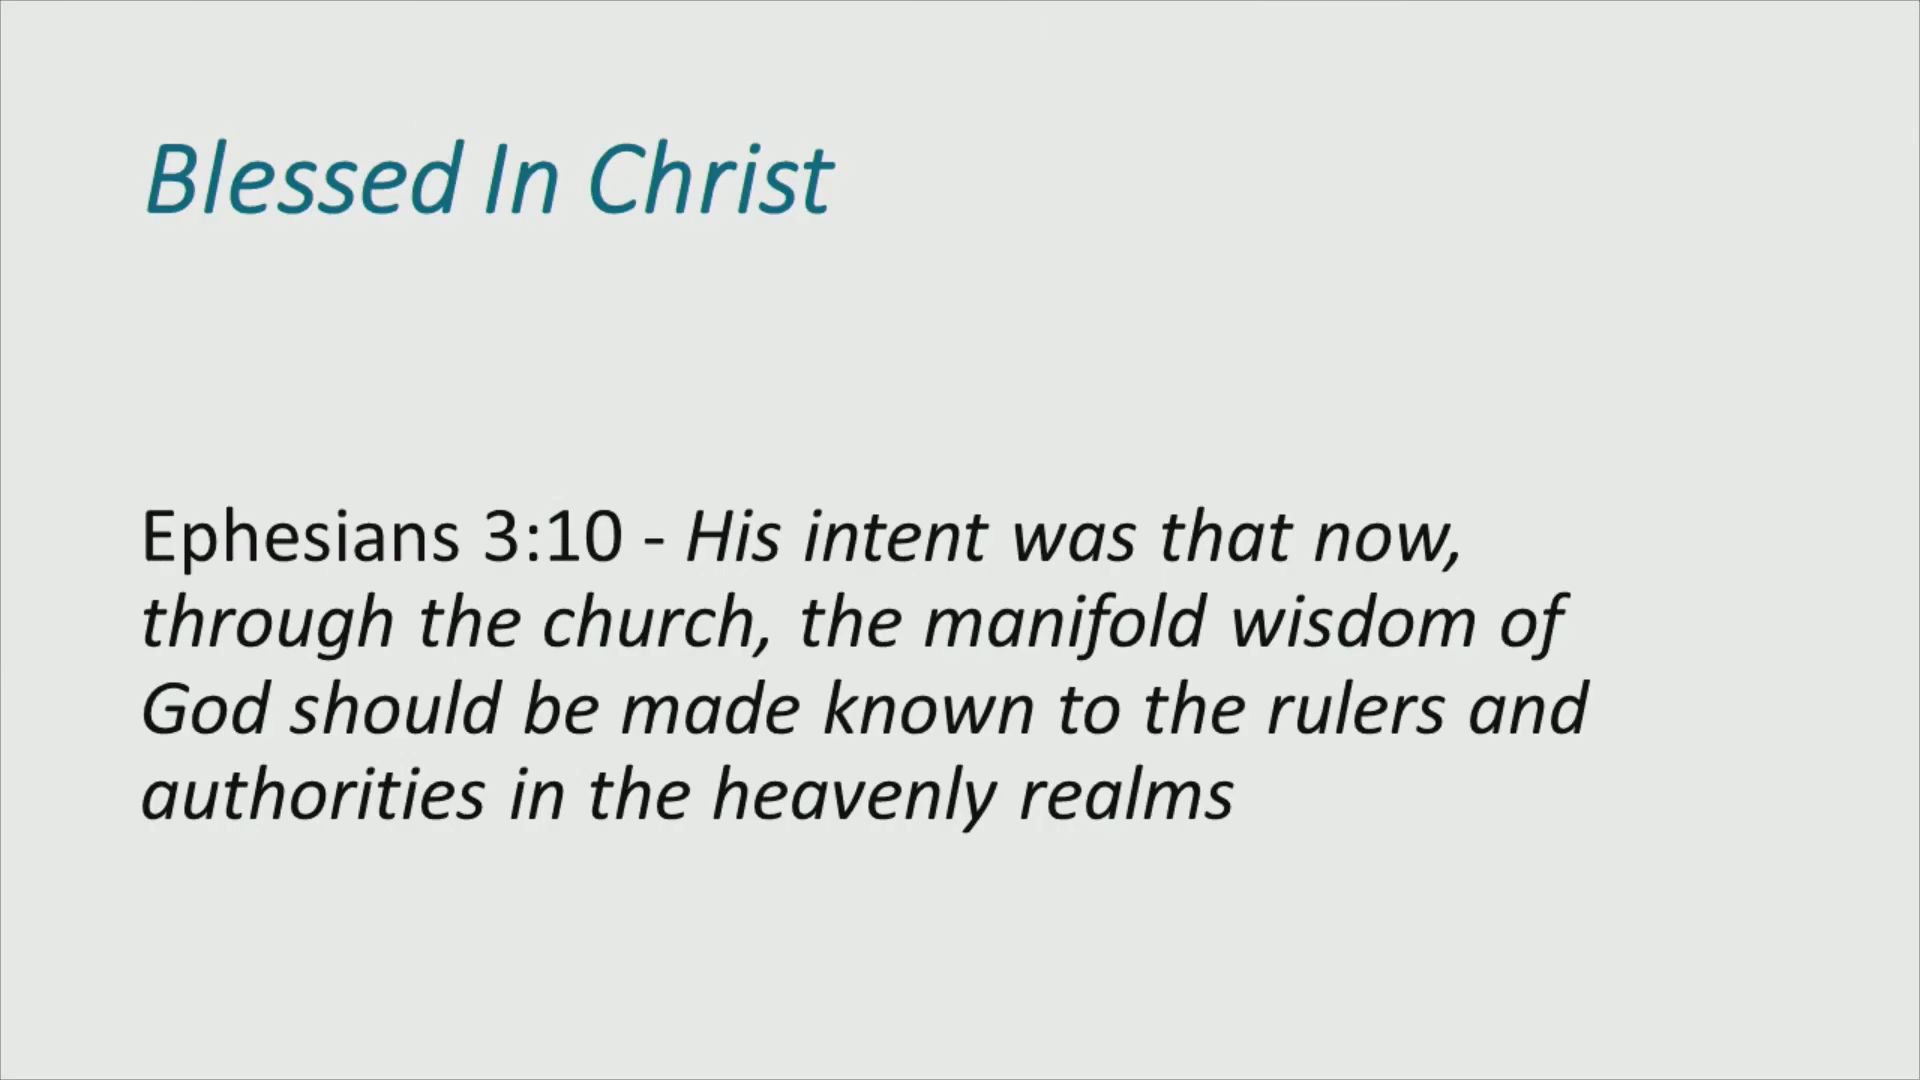 Blessed In Christ
Ephesians 3:10 - His intent was that now,
through the church, the manifold wisdom of
God should be made known to the rulers and
authorities in the heavenly realms